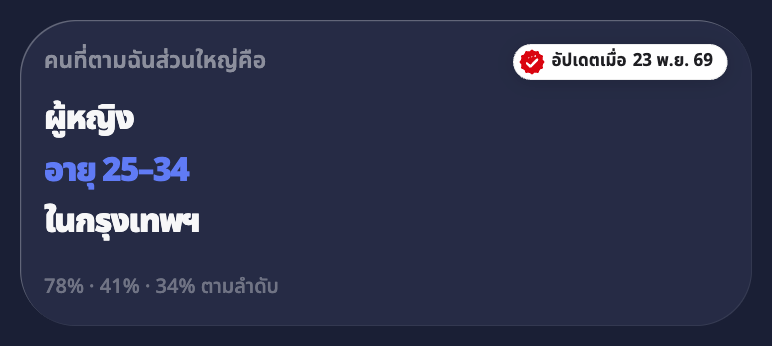 คนที่ตามฉันส่วนใหญ่คือ
อัปเดตเมื่อ 23 พ.ย. 69
ผู้หญิง
อายุ 25–34
ในกรุงเทพฯ
78% · 41% · 34% ตามลำดับ